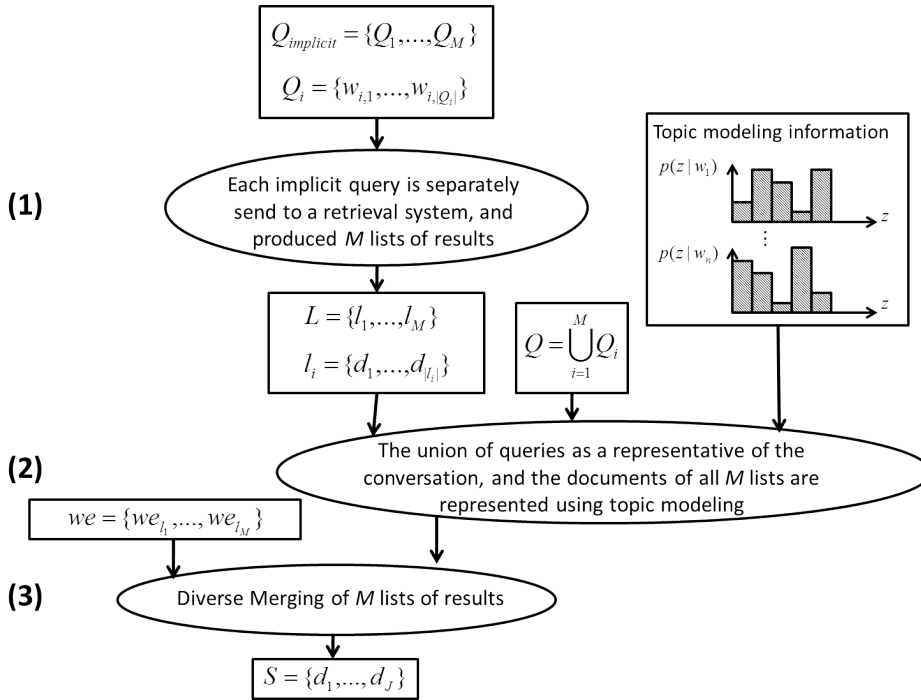 Q_implicit = {Q_1,...,Q_M}
Q_i = {w_i,1,...,w_i,|Q_i|}
Topic modeling information
p(z | w_1)
z
⋮
p(z | w_n)
z
(1)
Each implicit query is separately
send to a retrieval system, and
produced M lists of results
L = {l_1,...,l_M}
l_i = {d_1,...,d_|l_i|}
Q = ⋃_{i=1}^{M} Q_i
(2)
The union of queries as a representative of the
conversation, and the documents of all M lists are
represented using topic modeling
we = {we_l_1,..., we_l_M}
(3)
Diverse Merging of M lists of results
S = {d_1,...,d_J}